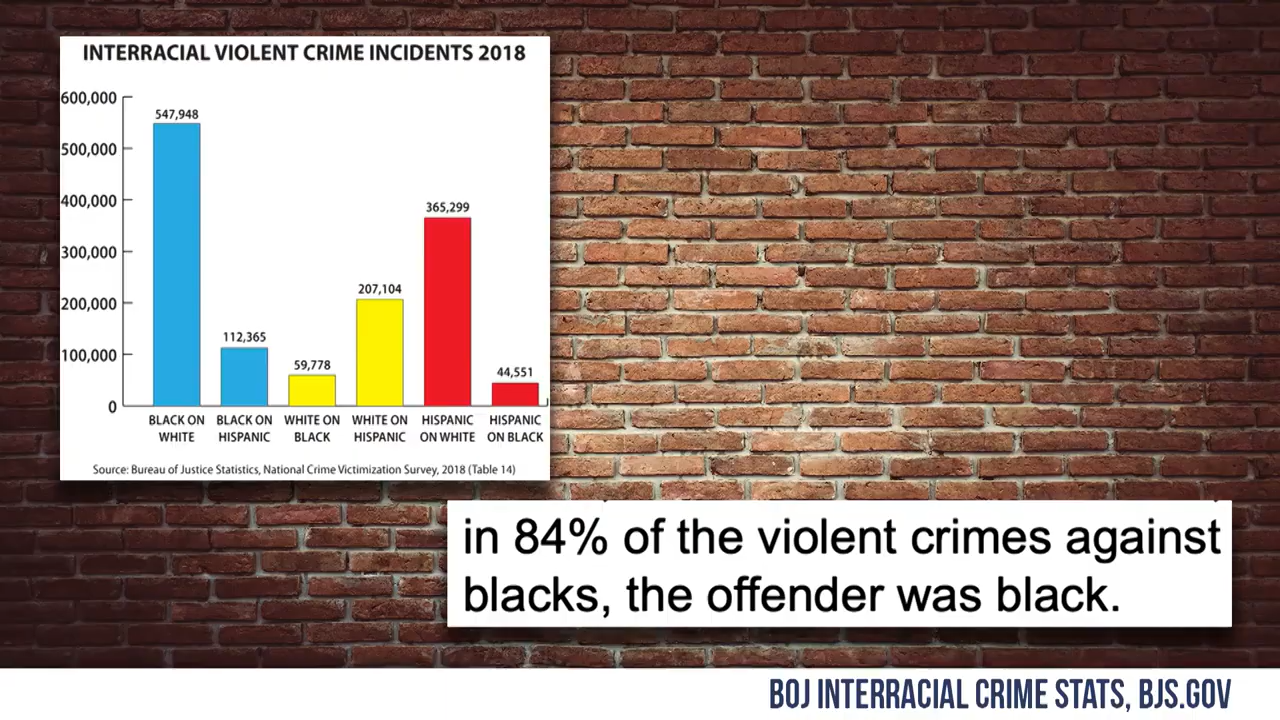 INTERRACIAL VIOLENT CRIME INCIDENTS 2018
600,000
500,000
400,000
300,000
200,000
100,000
0
547,948
112,365
59,778
207,104
365,299
44,551
BLACK ON
WHITE
BLACK ON
HISPANIC
WHITE ON
BLACK
WHITE ON
HISPANIC
HISPANIC
ON WHITE
HISPANIC
ON BLACK
Source: Bureau of Justice Statistics, National Crime Victimization Survey, 2018 (Table 14)
in 84% of the violent crimes against
blacks, the offender was black.
BOJ INTERRACIAL CRIME STATS, BJS.GOV